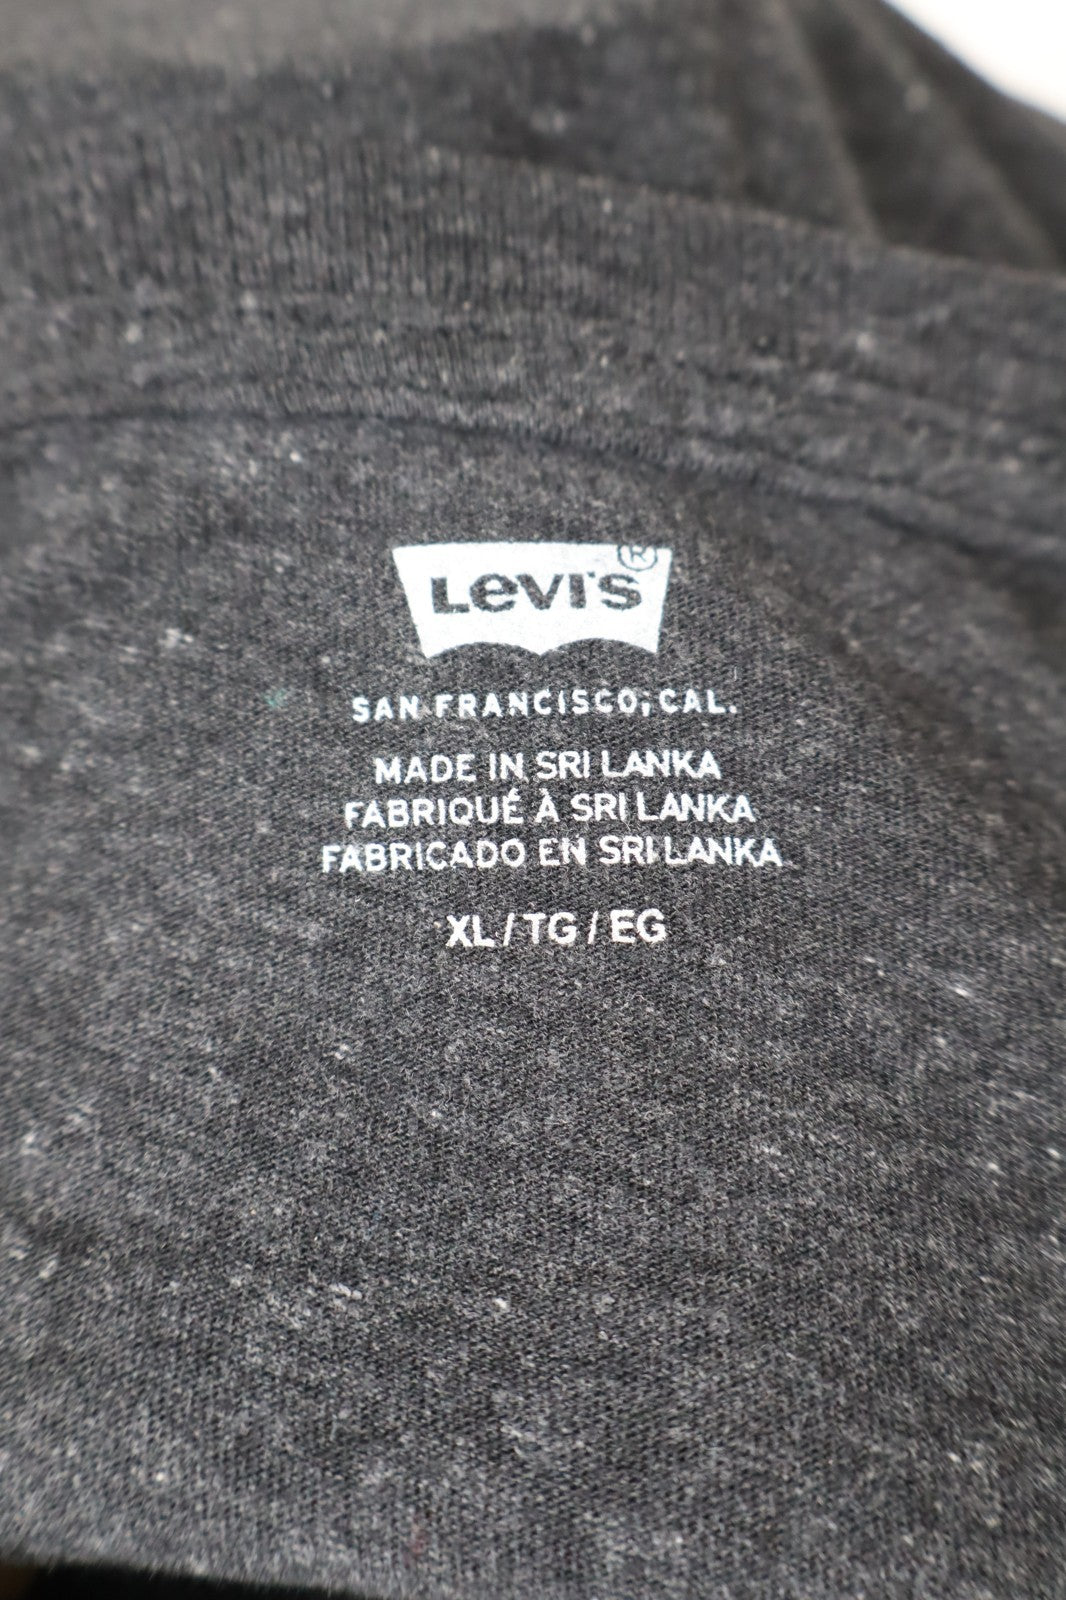 Levi's®
SAN FRANCISCO, CAL.
MADE IN SRI LANKA
FABRIQUÉ À SRI LANKA
FABRICADO EN SRI LANKA
XL / TG / EG